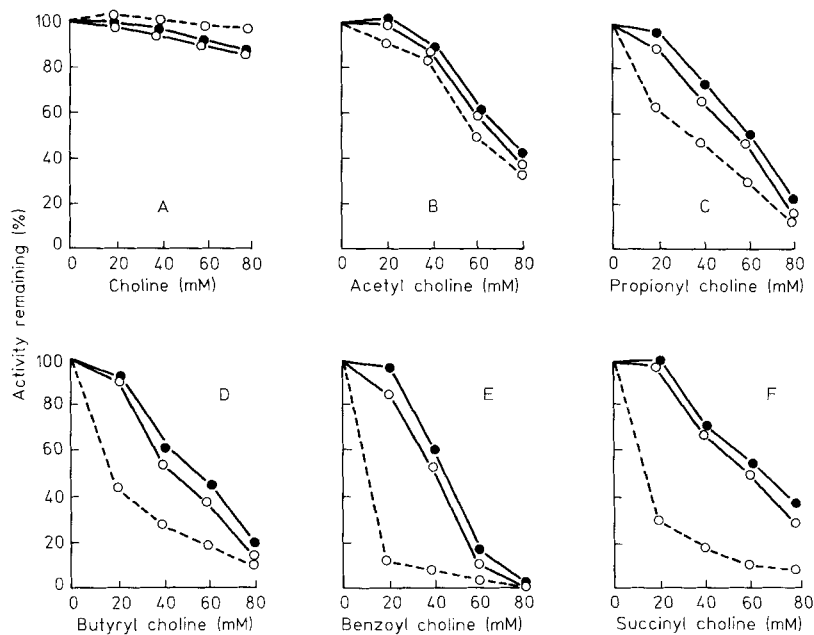 Activity remaining (%)
100
80
60
40
20
0
A
0 20 40 60 80
Choline (mM)
B
0 20 40 60 80
Acetyl choline (mM)
C
0 20 40 60 80
Propionyl choline (mM)
100
80
60
40
20
0
D
0 20 40 60 80
Butyryl choline (mM)
E
0 20 40 60 80
Benzoyl choline (mM)
F
0 20 40 60 80
Succinyl choline (mM)